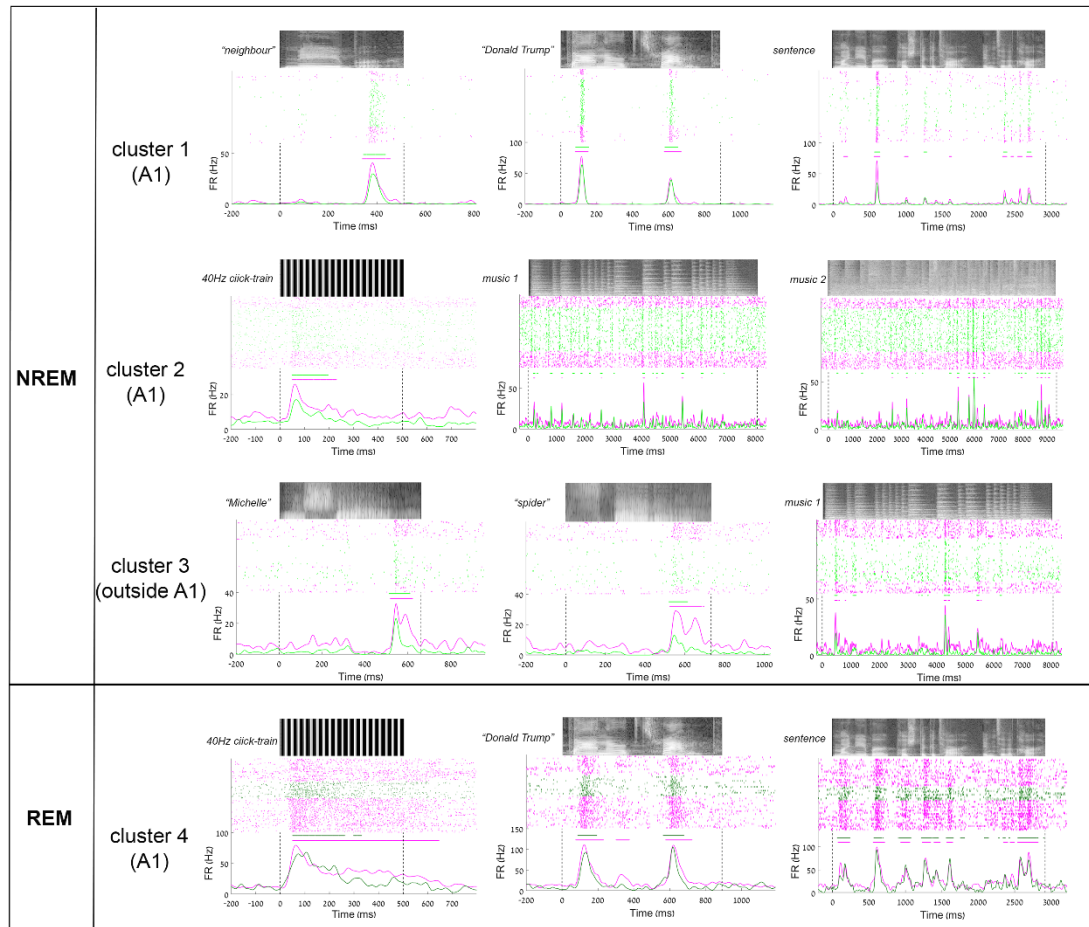 "neighbour"
"Donald Trump"
sentence
cluster 1
(A1)
50
0
FR (Hz)
-200 0 200 400 600 800
Time (ms)
100
50
0
FR (Hz)
-200 0 200 400 600 800 1000
Time (ms)
100
50
0
FR (Hz)
0 500 1000 1500 2000 2500 3000
Time (ms)
NREM
40Hz click-train
music 1
music 2
cluster 2
(A1)
20
0
FR (Hz)
-200 -100 0 100 200 300 400 500 600 700
Time (ms)
50
0
FR (Hz)
0 1000 2000 3000 4000 5000 6000 7000 8000
Time (ms)
50
0
FR (Hz)
0 1000 2000 3000 4000 5000 6000 7000 8000 9000
Time (ms)
"Michelle"
"spider"
music 1
cluster 3
(outside A1)
40
20
0
FR (Hz)
-200 0 200 400 600 800
Time (ms)
40
20
0
FR (Hz)
-200 0 200 400 600 800 1000
Time (ms)
50
0
FR (Hz)
0 1000 2000 3000 4000 5000 6000 7000 8000
Time (ms)
REM
40Hz click-train
"Donald Trump"
sentence
cluster 4
(A1)
100
50
0
FR (Hz)
-200 -100 0 100 200 300 400 500 600 700
Time (ms)
150
100
50
0
FR (Hz)
-200 0 200 400 600 800 1000
Time (ms)
100
50
0
FR (Hz)
0 500 1000 1500 2000 2500 3000
Time (ms)